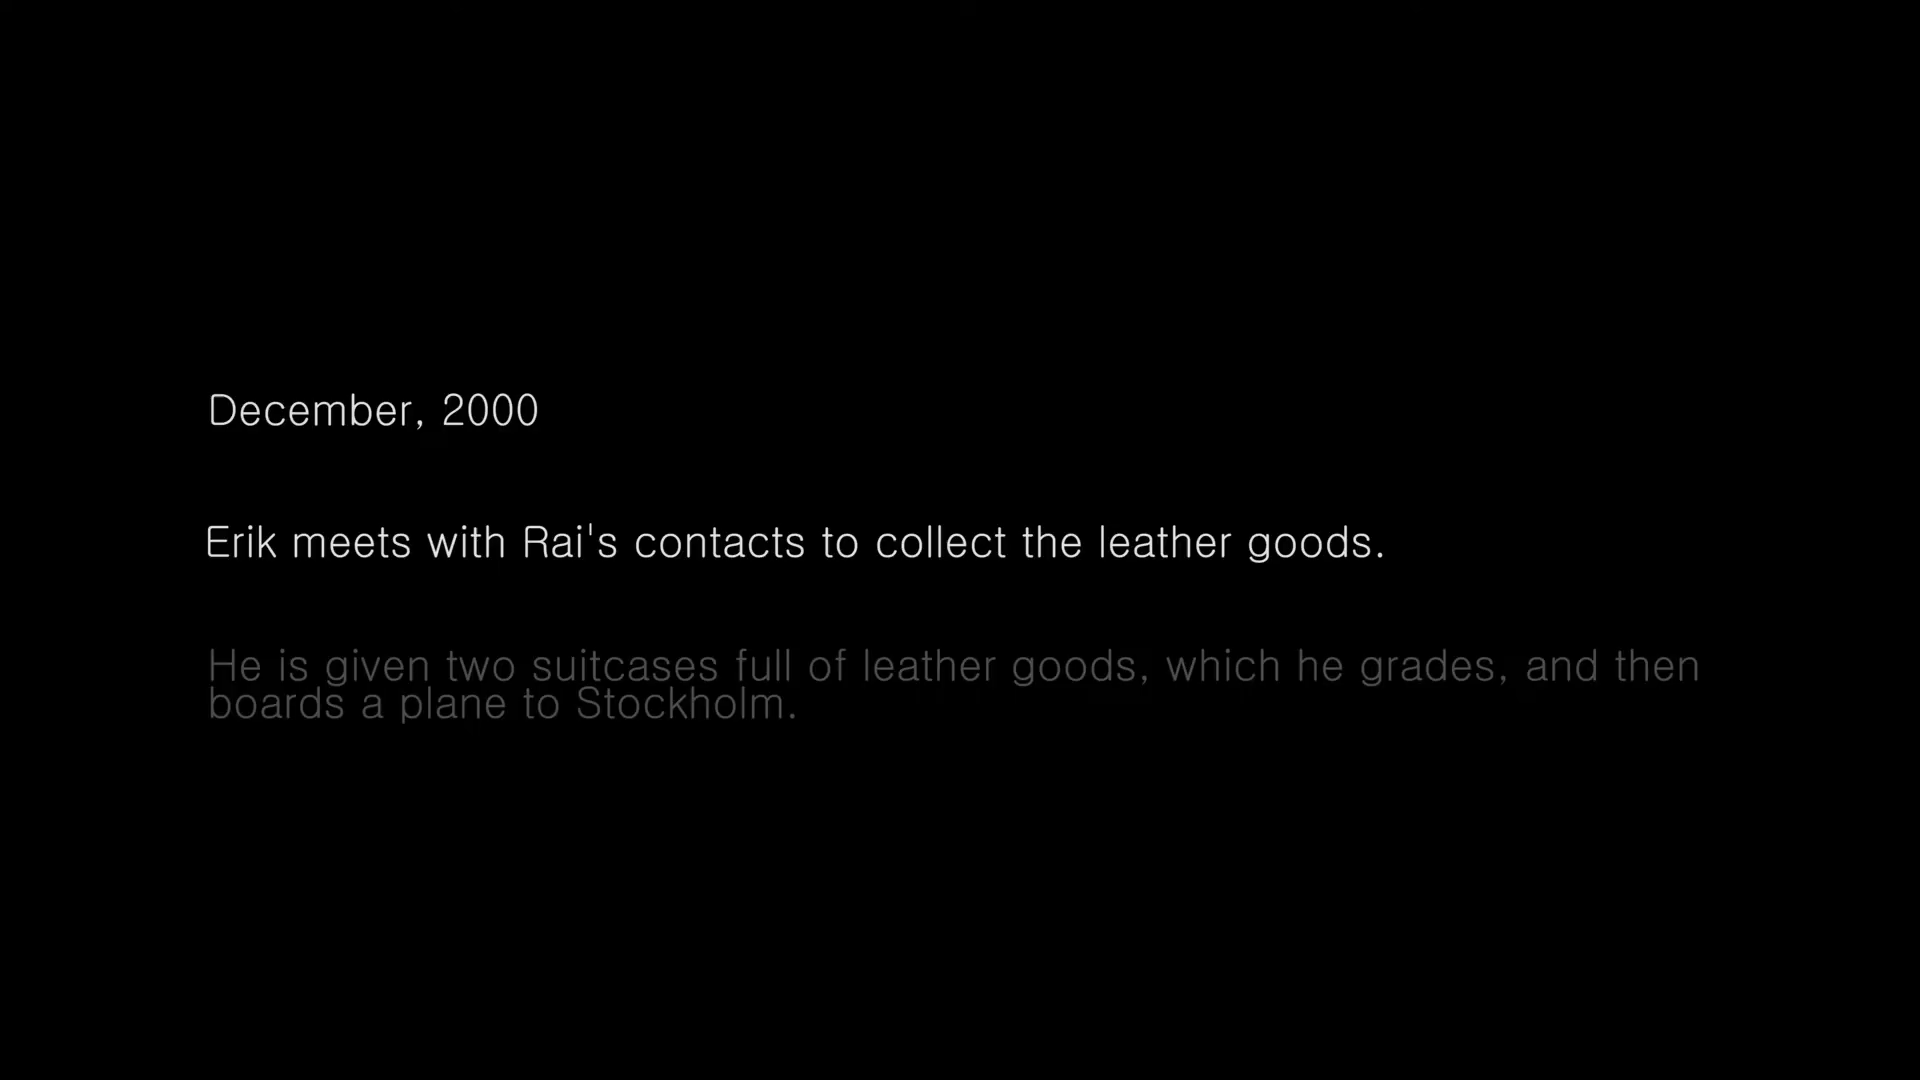 December, 2000
Erik meets with Rai's contacts to collect the leather goods.
He is given two suitcases full of leather goods, which he grades, and then
boards a plane to Stockholm.